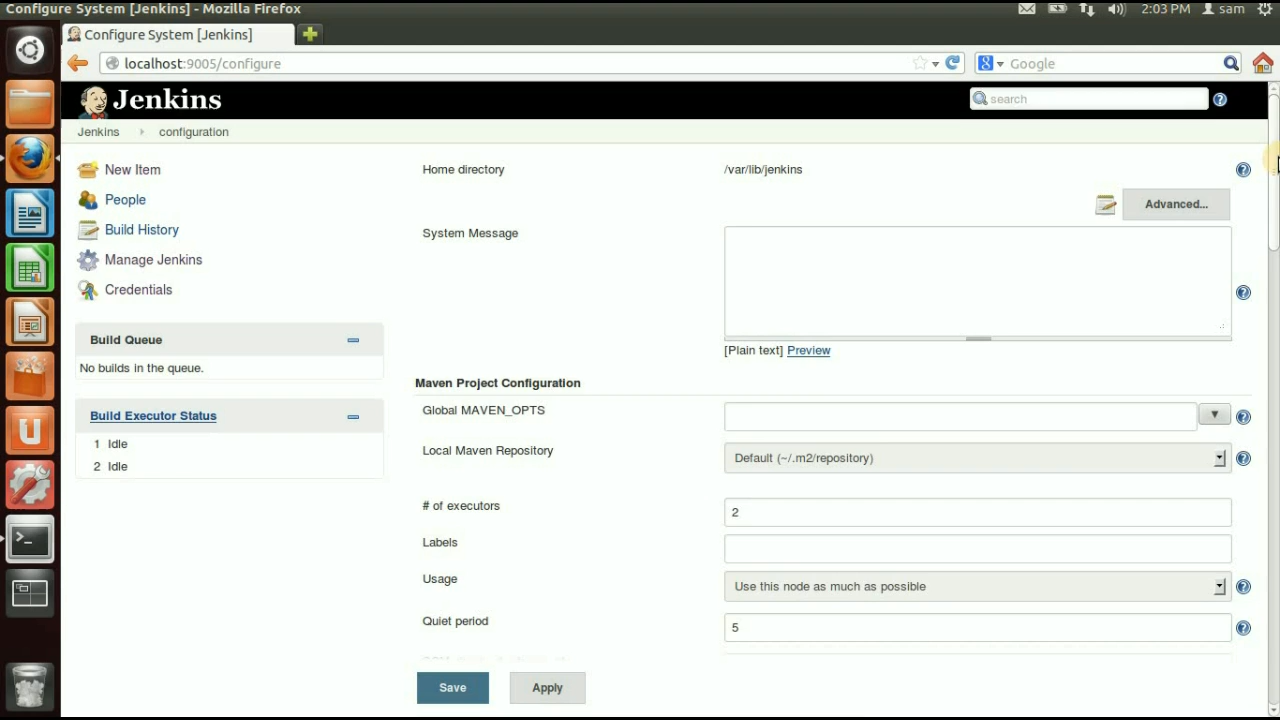 Configure System [Jenkins] - Mozilla Firefox
2:03 PM
sam
Configure System [Jenkins]
localhost:9005/configure
Google
Jenkins
search
Jenkins
configuration
New Item
People
Build History
Manage Jenkins
Credentials
Build Queue
No builds in the queue.
Build Executor Status
1 Idle
2 Idle
Home directory
/var/lib/jenkins
Advanced...
System Message
[Plain text] Preview
Maven Project Configuration
Global MAVEN_OPTS
Local Maven Repository
Default (~/.m2/repository)
# of executors
2
Labels
Usage
Use this node as much as possible
Quiet period
5
Save
Apply